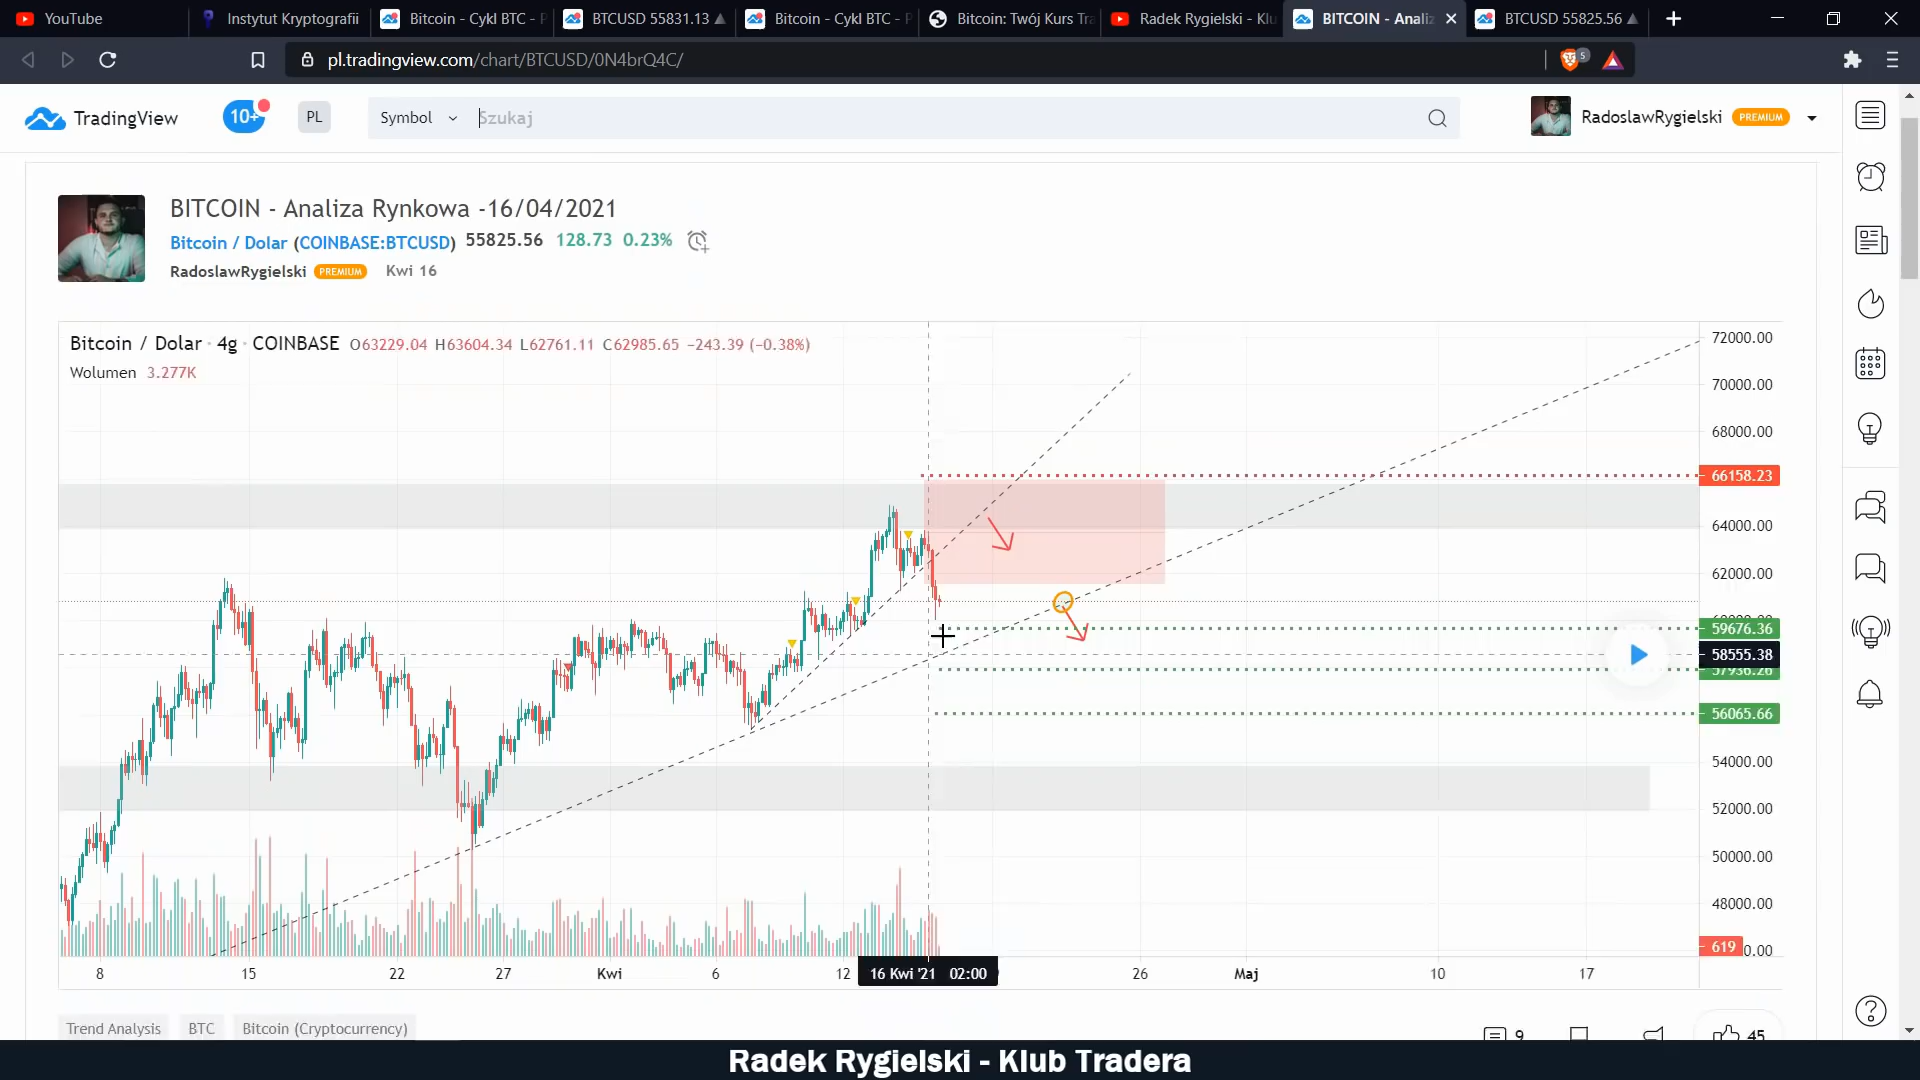 YouTube
Instytut Kryptografii
Bitcoin - Cykl BTC - P
BTCUSD 55831.13 ▲
Bitcoin - Cykl BTC - P
Bitcoin: Twój Kurs Tra
Radek Rygielski - Klu
BITCOIN - Analiz
BTCUSD 55825.56 ▲
pl.tradingview.com/chart/BTCUSD/0N4brQ4C/
5
TradingView
10+
PL
Symbol
Szukaj
RadoslawRygielski PREMIUM
BITCOIN - Analiza Rynkowa -16/04/2021
Bitcoin / Dolar (COINBASE:BTCUSD) 55825.56 128.73 0.23%
RadoslawRygielski PREMIUM Kwi 16
Bitcoin / Dolar · 4g · COINBASE O63229.04 H63604.34 L62761.11 C62985.65 −243.39 (−0.38%)
Wolumen 3.277K
72000.00
70000.00
68000.00
66158.23
64000.00
62000.00
59676.36
58555.38
56065.66
54000.00
52000.00
50000.00
48000.00
619
0.00
8 15 22 27 Kwi 6 12 16 Kwi '21 02:00 26 Maj 10 17
Trend Analysis BTC Bitcoin (Cryptocurrency)
9
45
Radek Rygielski - Klub Tradera